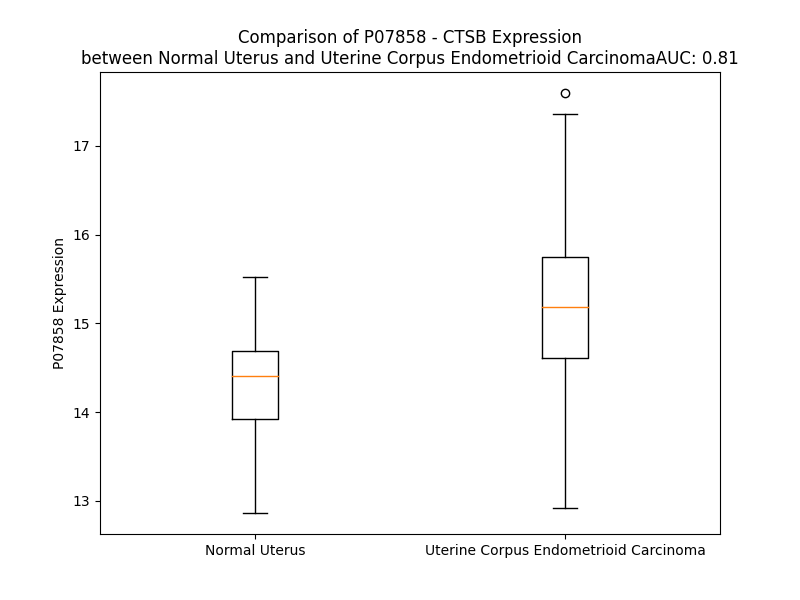 Comparison of P07858 - CTSB Expression
between Normal Uterus and Uterine Corpus Endometrioid CarcinomaAUC: 0.81
17
16
15
14
13
P07858 Expression
Normal Uterus
Uterine Corpus Endometrioid Carcinoma